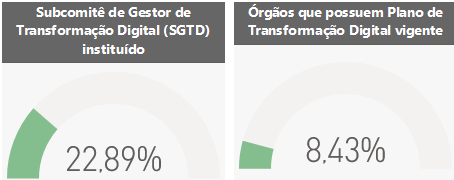 Subcomitê de Gestor de
Transformação Digital (SGTD)
instituído
22,89%
Órgãos que possuem Plano de
Transformação Digital vigente
8,43%